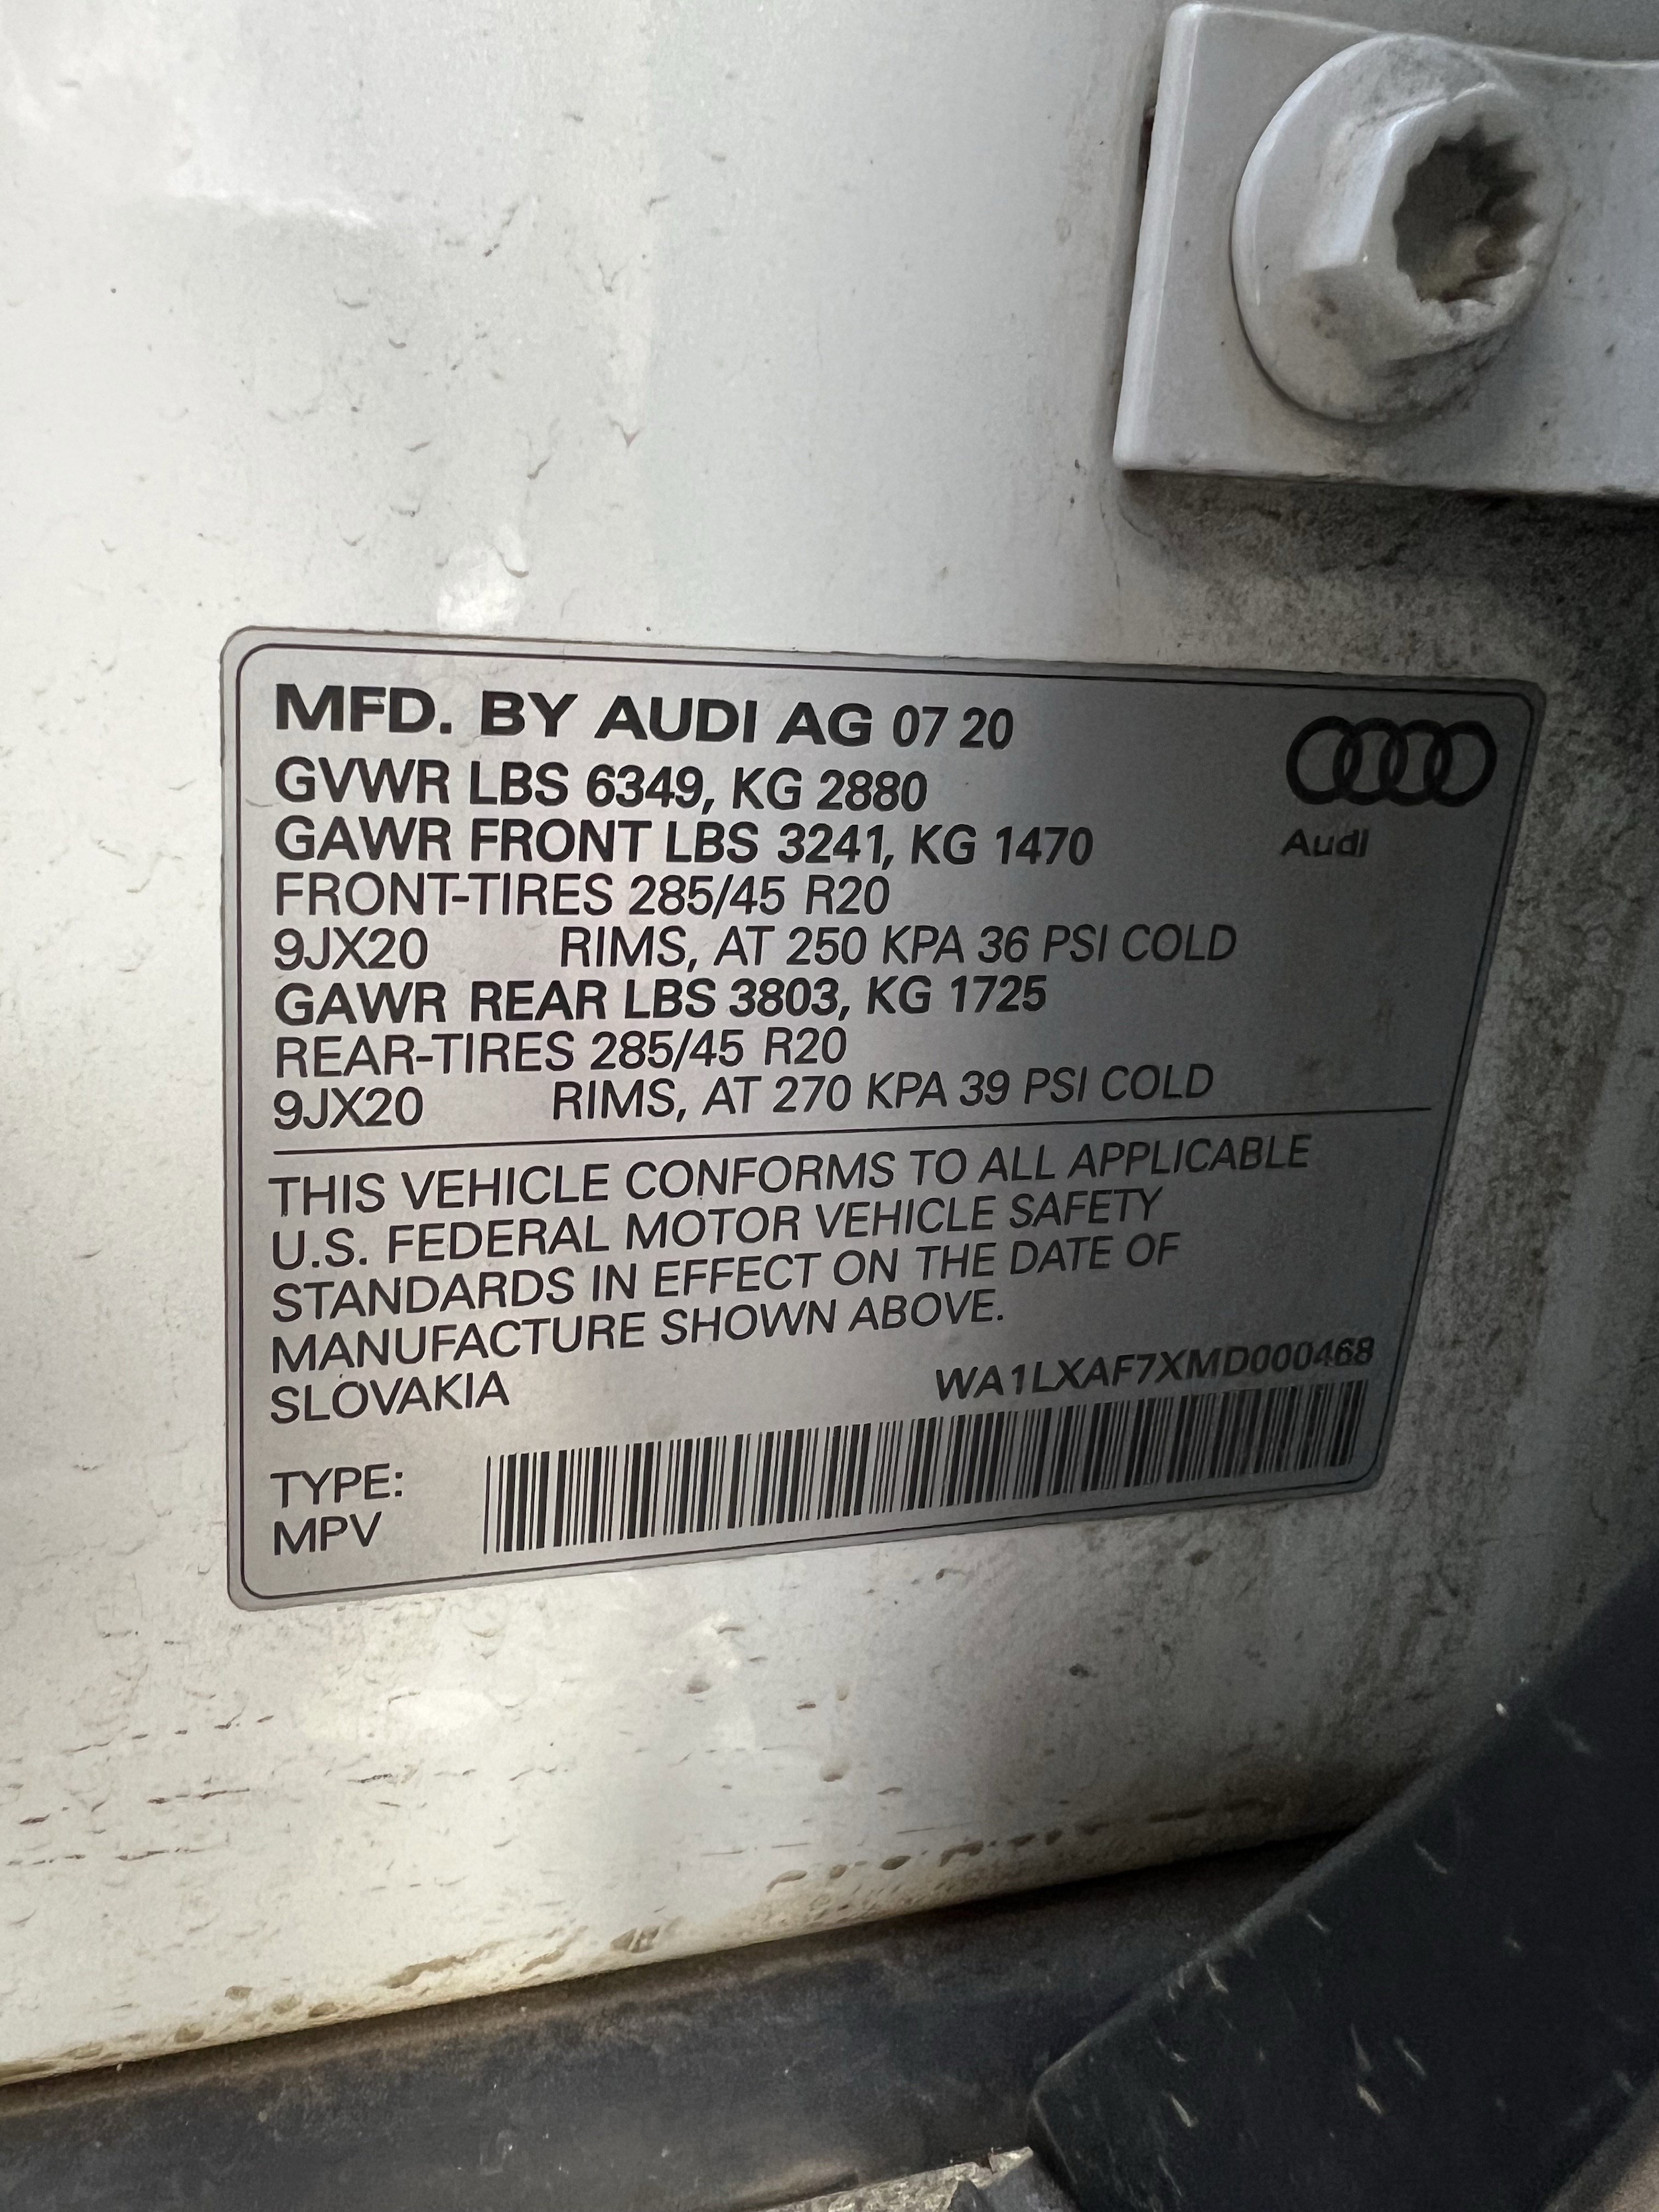 MFD. BY AUDI AG 07 20
GVWR LBS 6349, KG 2880
GAWR FRONT LBS 3241, KG 1470
Audi
FRONT-TIRES 285/45 R20
9JX20 RIMS, AT 250 KPA 36 PSI COLD
GAWR REAR LBS 3803, KG 1725
REAR-TIRES 285/45 R20
9JX20 RIMS, AT 270 KPA 39 PSI COLD
THIS VEHICLE CONFORMS TO ALL APPLICABLE
U.S. FEDERAL MOTOR VEHICLE SAFETY
STANDARDS IN EFFECT ON THE DATE OF
MANUFACTURE SHOWN ABOVE.
SLOVAKIA WA1LXAF7XMD000468
TYPE:
MPV